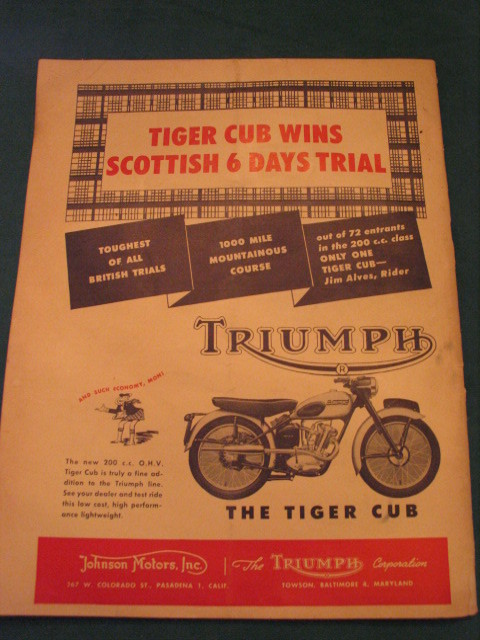 TIGER CUB WINS
SCOTTISH 6 DAYS TRIAL
TOUGHEST
OF ALL
BRITISH TRIALS
1000 MILE
MOUNTAINOUS
COURSE
out of 72 entrants
in the 200 c.c. class
ONLY ONE
TIGER CUB—
Jim Alves, Rider
TRIUMPH
R
AND SUCH ECONOMY, MON!
The new 200 c.c. O.H.V.
Tiger Cub is truly a fine ad-
dition to the Triumph line.
See your dealer and test ride
this low cost, high perform-
ance lightweight.
THE TIGER CUB
Johnson Motors, Inc.
267 W. COLORADO ST., PASADENA 1, CALIF.
The TRIUMPH Corporation
TOWSON, BALTIMORE 4, MARYLAND